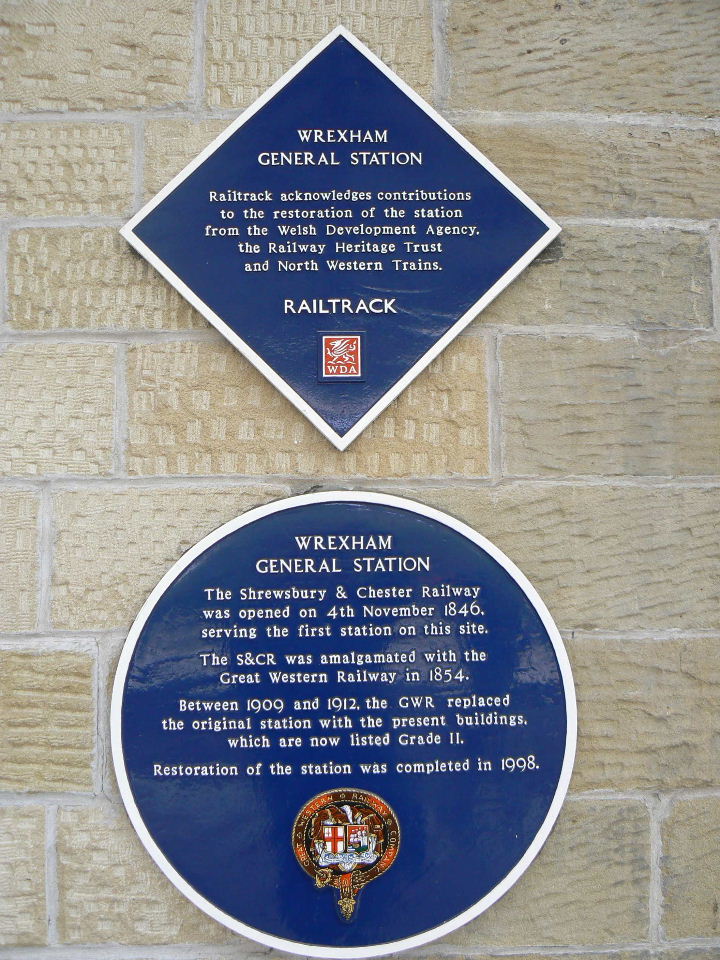 WREXHAM
GENERAL STATION
Railtrack acknowledges contributions
to the restoration of the station
from the Welsh Development Agency,
the Railway Heritage Trust
and North Western Trains.
RAILTRACK
WDA
WREXHAM
GENERAL STATION
The Shrewsbury & Chester Railway
was opened on 4th November 1846,
serving the first station on this site.
The S&CR was amalgamated with the
Great Western Railway in 1854.
Between 1909 and 1912, the GWR replaced
the original station with the present buildings,
which are now listed Grade II.
Restoration of the station was completed in 1998.
GREAT WESTERN RAILWAY COMPANY